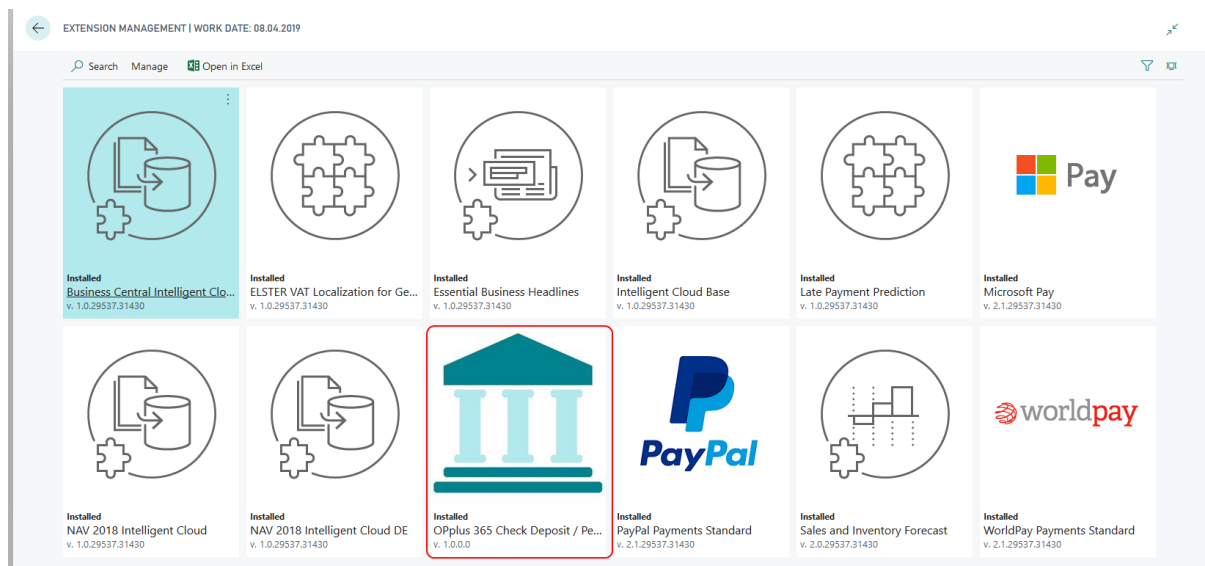 EXTENSION MANAGEMENT | WORK DATE: 08.04.2019
Search Manage Open in Excel
Pay
Installed
Business Central Intelligent Clo...
v. 1.0.29537.31430
Installed
ELSTER VAT Localization for Ge...
v. 1.0.29537.31430
Installed
Essential Business Headlines
v. 1.0.29537.31430
Installed
Intelligent Cloud Base
v. 1.0.29537.31430
Installed
Late Payment Prediction
v. 1.0.29537.31430
Installed
Microsoft Pay
v. 2.1.29537.31430
PayPal
worldpay
Installed
NAV 2018 Intelligent Cloud
v. 1.0.29537.31430
Installed
NAV 2018 Intelligent Cloud DE
v. 1.0.29537.31430
Installed
OPplus 365 Check Deposit / Pe...
v. 1.0.0.0
Installed
PayPal Payments Standard
v. 2.1.29537.31430
Installed
Sales and Inventory Forecast
v. 2.0.29537.31430
Installed
WorldPay Payments Standard
v. 2.1.29537.31430